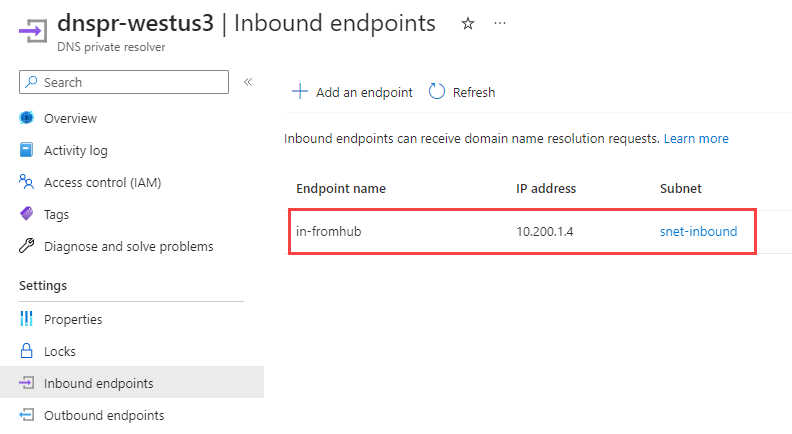 dnspr-westus3 | Inbound endpoints
DNS private resolver
Search
Overview
Activity log
Access control (IAM)
Tags
Diagnose and solve problems
Settings
Properties
Locks
Inbound endpoints
Outbound endpoints
Add an endpoint Refresh
Inbound endpoints can receive domain name resolution requests. Learn more
Endpoint name IP address Subnet
in-fromhub 10.200.1.4 snet-inbound